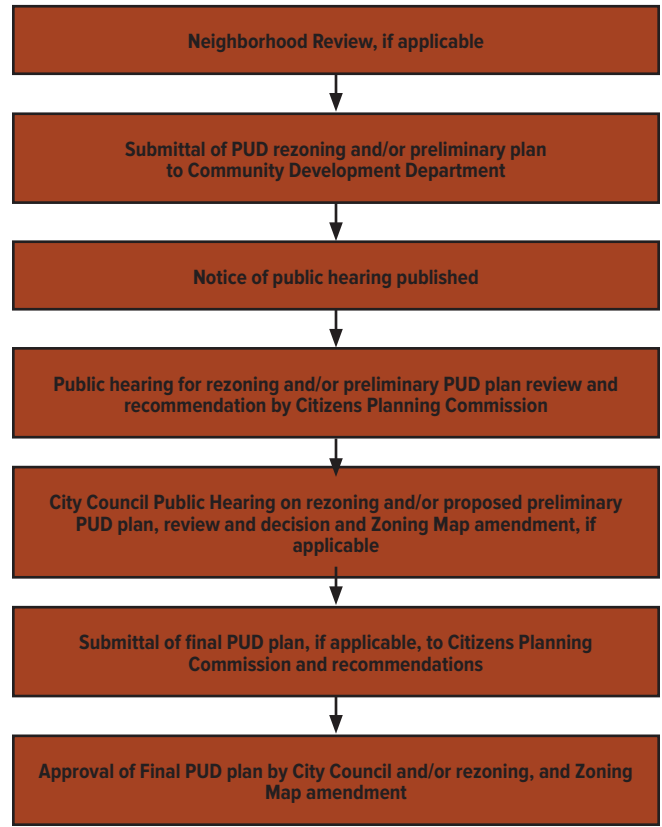 Neighborhood Review, if applicable
Submittal of PUD rezoning and/or preliminary plan
to Community Development Department
Notice of public hearing published
Public hearing for rezoning and/or preliminary PUD plan review and
recommendation by Citizens Planning Commission
City Council Public Hearing on rezoning and/or proposed preliminary
PUD plan, review and decision and Zoning Map amendment, if
applicable
Submittal of final PUD plan, if applicable, to Citizens Planning
Commission and recommendations
Approval of Final PUD plan by City Council and/or rezoning, and Zoning
Map amendment